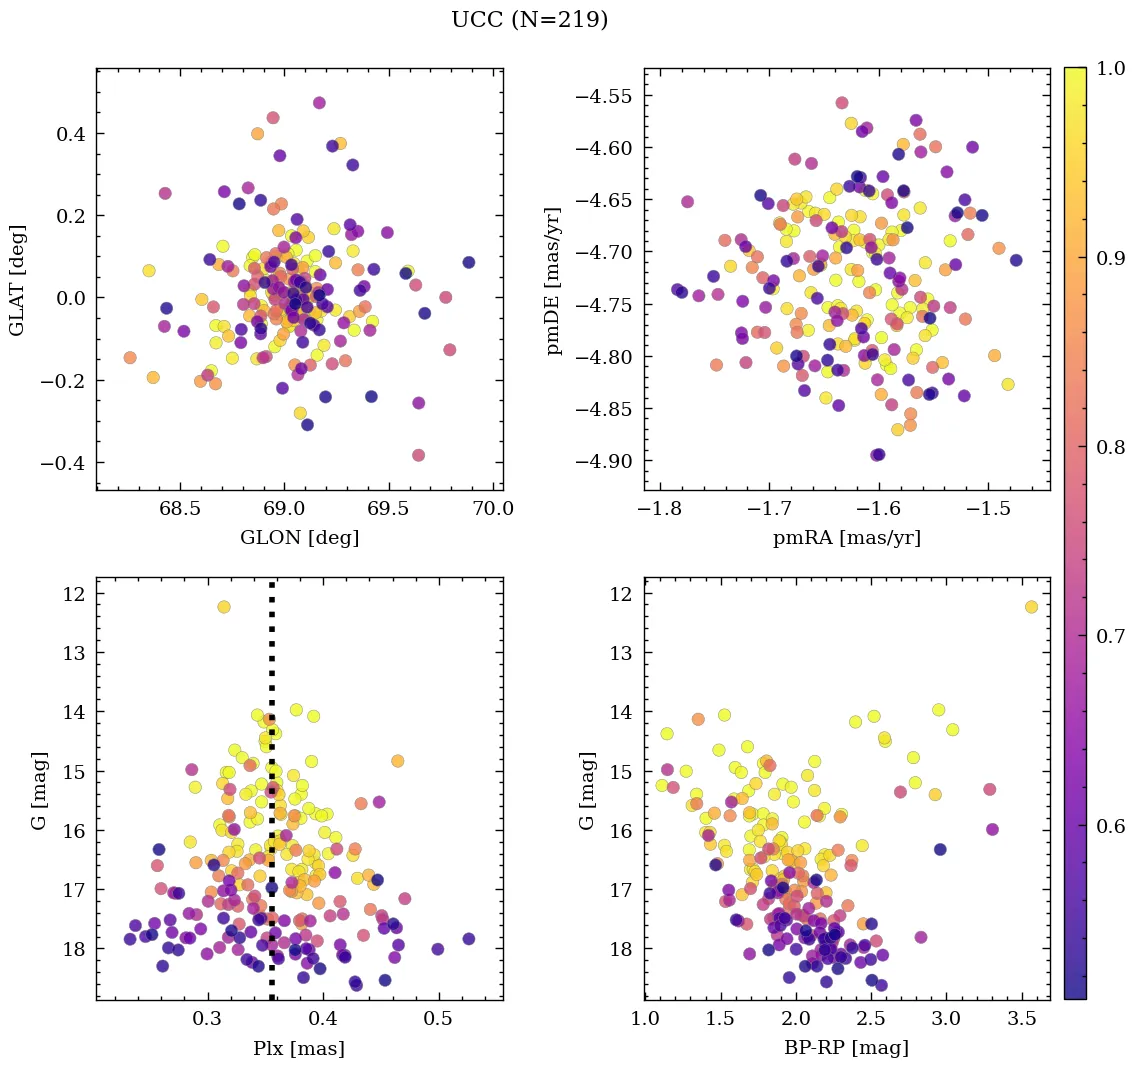 UCC (N=219)
0.4
0.2
0.0
−0.2
−0.4
GLAT [deg]
68.5 69.0 69.5 70.0
GLON [deg]
−4.55
−4.60
−4.65
−4.70
−4.75
−4.80
−4.85
−4.90
pmDE [mas/yr]
−1.8 −1.7 −1.6 −1.5
pmRA [mas/yr]
12
13
14
15
16
17
18
G [mag]
0.3 0.4 0.5
Plx [mas]
12
13
14
15
16
17
18
G [mag]
1.0 1.5 2.0 2.5 3.0 3.5
BP-RP [mag]
1.0
0.9
0.8
0.7
0.6